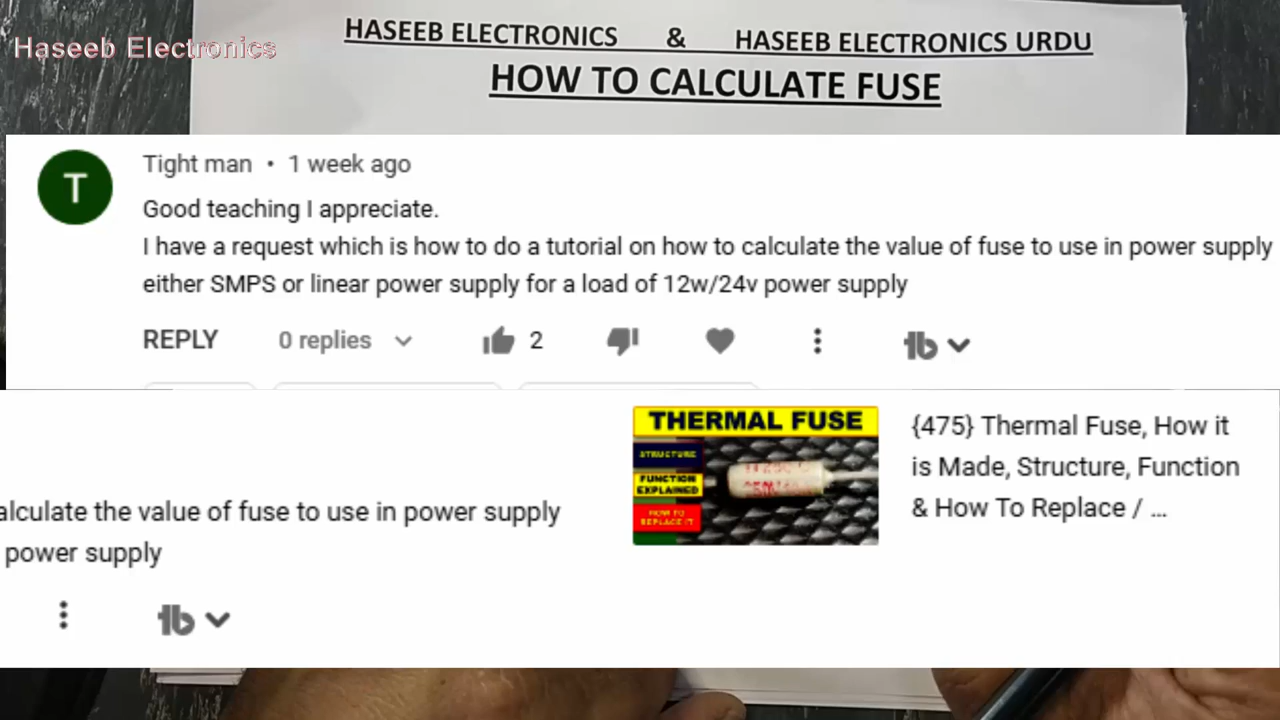 Haseeb Electronics
HASEEB ELECTRONICS & HASEEB ELECTRONICS URDU
HOW TO CALCULATE FUSE
T
Tight man • 1 week ago
Good teaching I appreciate.
I have a request which is how to do a tutorial on how to calculate the value of fuse to use in power supply
either SMPS or linear power supply for a load of 12w/24v power supply
REPLY 0 replies 2
THERMAL FUSE
STRUCTURE
FUNCTION
EXPLAINED
HOW TO
REPLACE IT
{475} Thermal Fuse, How it
is Made, Structure, Function
& How To Replace / ...
alculate the value of fuse to use in power supply
power supply